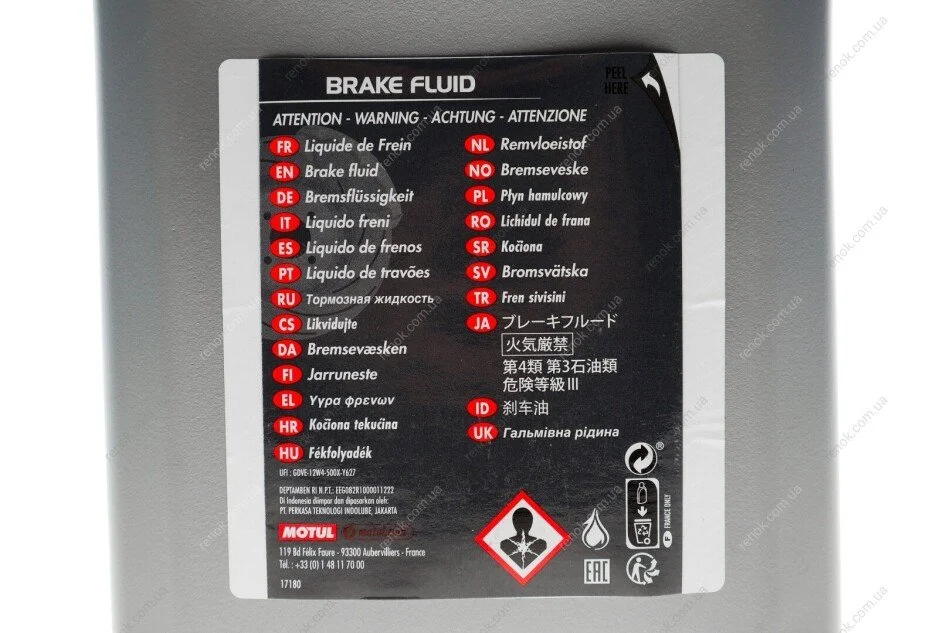 BRAKE FLUID
PEEL
HERE
ATTENTION - WARNING - ACHTUNG - ATTENZIONE
FR Liquide de Frein
EN Brake fluid
DE Bremsflüssigkeit
IT Liquido freni
ES Liquido de frenos
PT Liquido de travões
RU Тормозная жидкость
CS Likvidujte
DA Bremsevæsken
FI Jarruneste
EL Υγρα φρενων
HR Kočiona tekućina
HU Fékfolyadék
NL Remvloeistof
NO Bremseveske
PL Płyn hamulcowy
RO Lichidul de frana
SR Kočiona
SV Bromsvätska
TR Fren sivisini
JA ブレーキフルード
火気厳禁
第4類 第3石油類
危険等級III
ID 刹车油
UK Гальмівна рідина
UFI : GDVE-12W4-500X-Y627
DEPTAMBEN RI N.P.T.: EEG082R1000011222
Di Indonesia diimpor dan dipasarkan oleh:
PT. PERKASA TEKNOLOGI INDOLUBE, JAKARTA
MOTUL
119 Bd Félix Faure - 93300 Aubervilliers - France
Tél. : +33 (0) 1 48 11 70 00
17180
®
F FRANCE ONLY
EAC
renok.com.ua